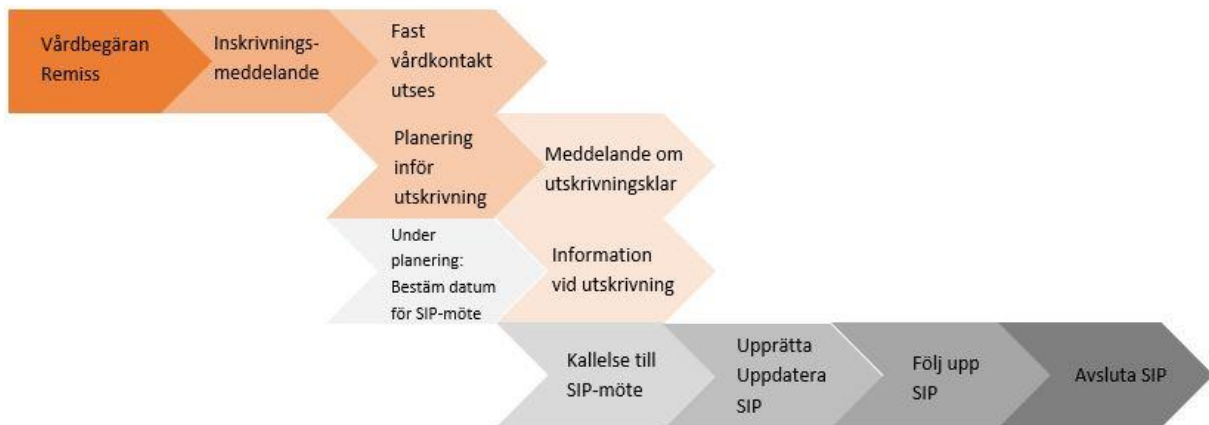 Vårdbegäran
Remiss
Inskrivnings-
meddelande
Fast
vårdkontakt
utses
Planering
inför
utskrivning
Meddelande om
utskrivningsklar
Under
planering:
Bestäm datum
för SIP-möte
Information
vid utskrivning
Kallelse till
SIP-möte
Upprätta
Uppdatera
SIP
Följ upp
SIP
Avsluta SIP